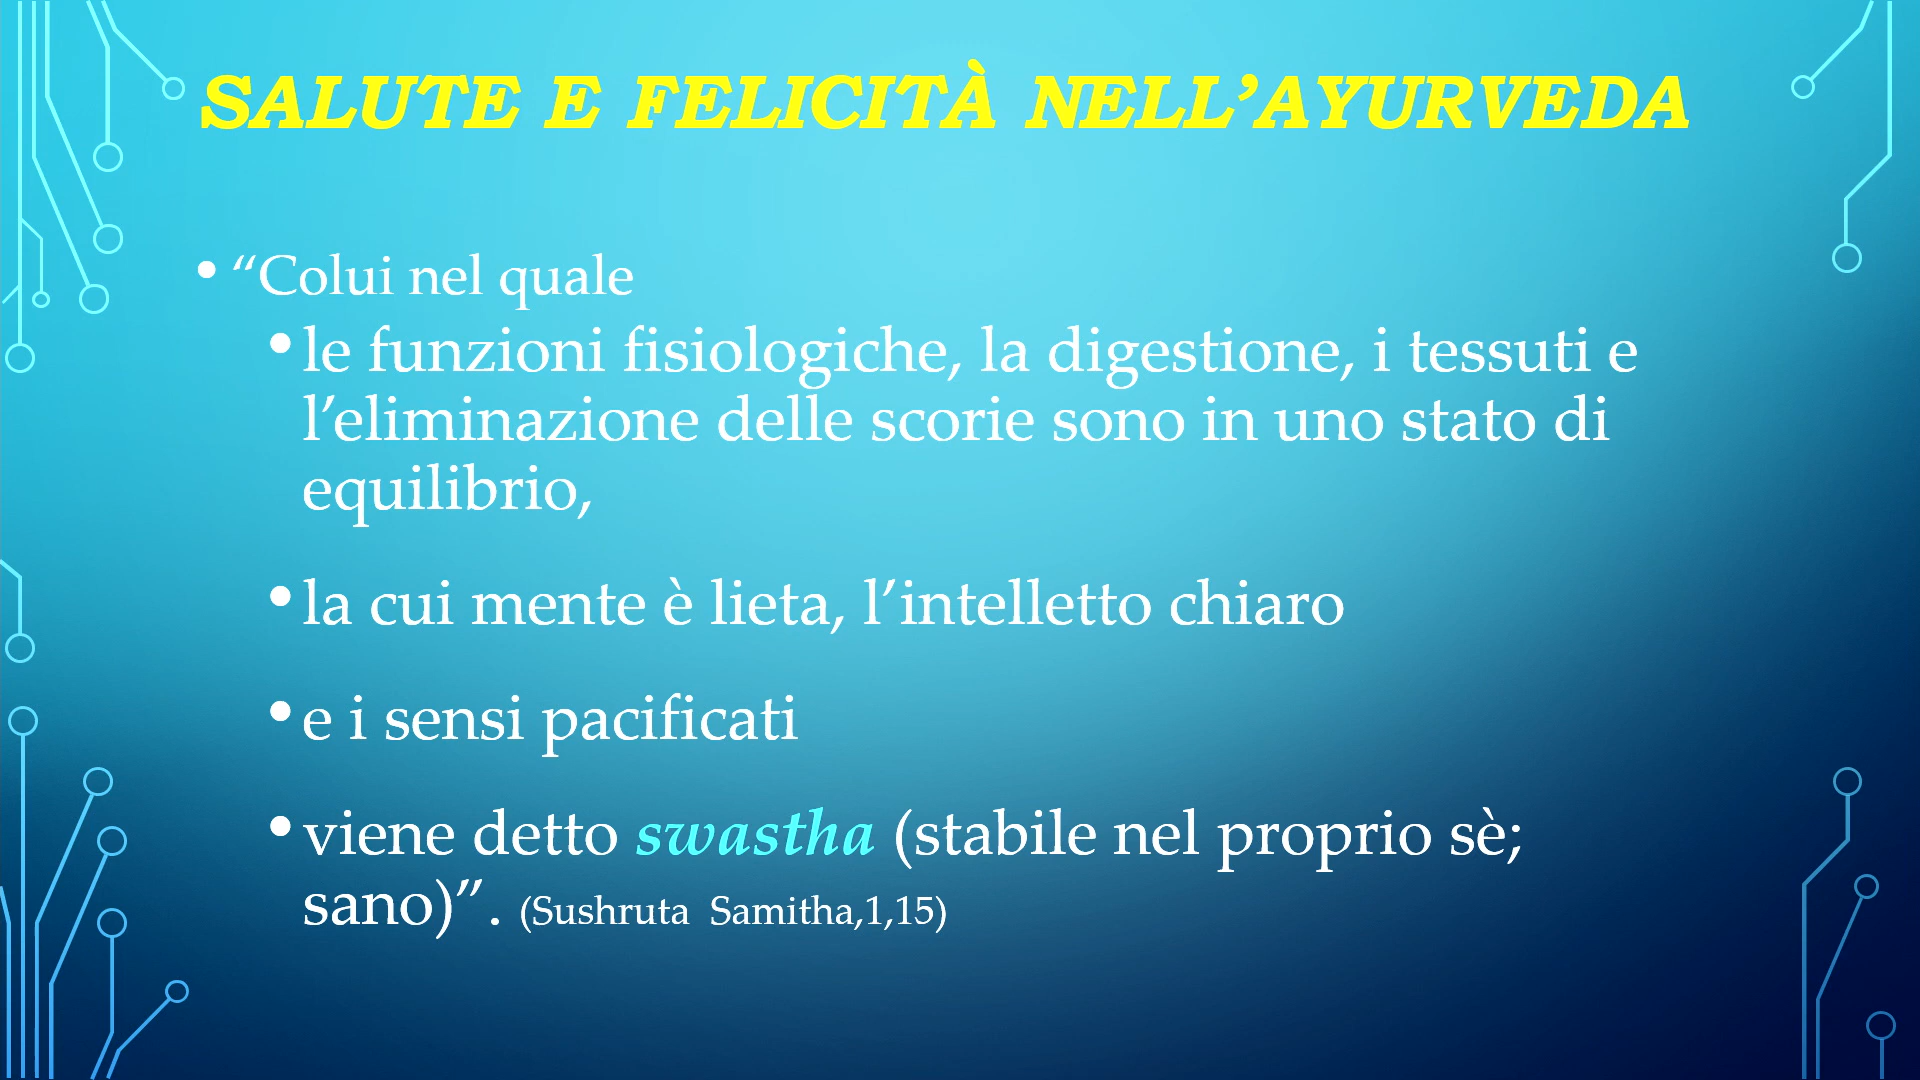 SALUTE E FELICITÀ NELL’AYURVEDA
• “Colui nel quale
• le funzioni fisiologiche, la digestione, i tessuti e
l’eliminazione delle scorie sono in uno stato di
equilibrio,
• la cui mente è lieta, l’intelletto chiaro
• e i sensi pacificati
• viene detto swastha (stabile nel proprio sè;
sano)”. (Sushruta Samitha,1,15)